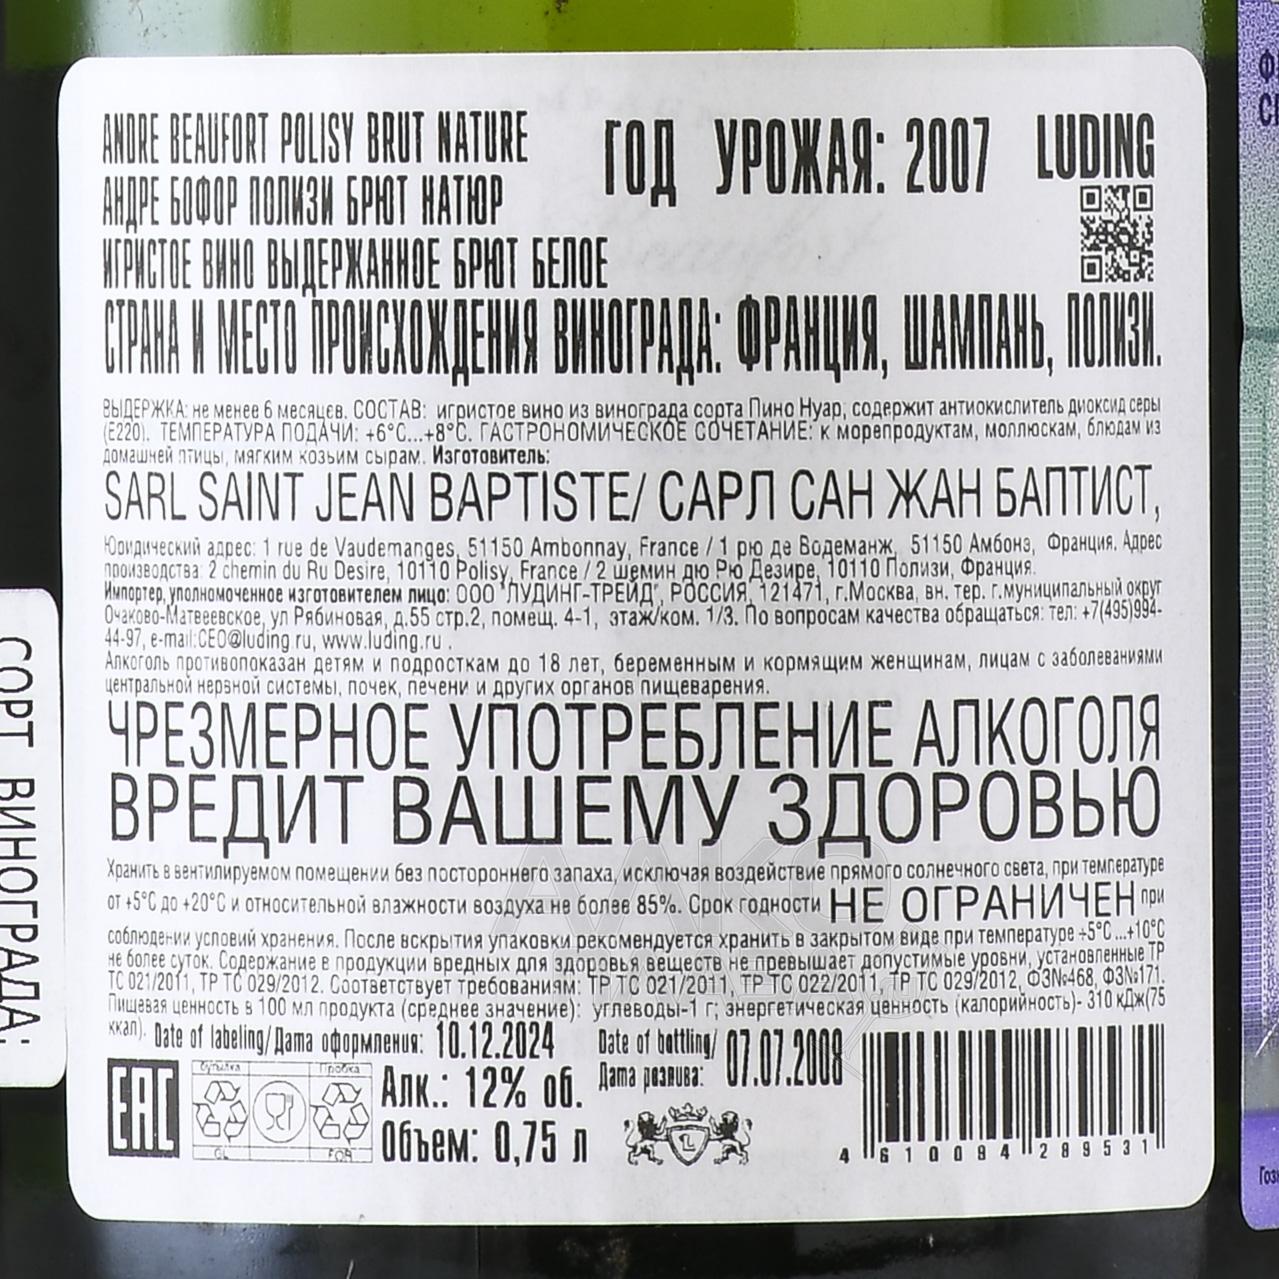 ANDRE BEAUFORT POLISY BRUT NATURE
АНДРЕ БОФОР ПОЛИЗИ БРЮТ НАТЮР
ИГРИСТОЕ ВИНО ВЫДЕРЖАННОЕ БРЮТ БЕЛОЕ
ГОД УРОЖАЯ: 2007
LUDING
СТРАНА И МЕСТО ПРОИСХОЖДЕНИЯ ВИНОГРАДА: ФРАНЦИЯ, ШАМПАНЬ, ПОЛИЗИ.
ВЫДЕРЖКА: не менее 6 месяцев. СОСТАВ: игристое вино из винограда сорта Пино Нуар, содержит антиокислитель диоксид серы
(Е220). ТЕМПЕРАТУРА ПОДАЧИ: +6°С...+8°С. ГАСТРОНОМИЧЕСКОЕ СОЧЕТАНИЕ: к морепродуктам, моллюскам, блюдам из
домашней птицы, мягким козьим сырам. Изготовитель:
SARL SAINT JEAN BAPTISTE/ САРЛ САН ЖАН БАПТИСТ,
Юридический адрес: 1 rue de Vaudemanges, 51150 Ambonnay, France / 1 рю де Водеманж, 51150 Амбонэ, Франция. Адрес
производства: 2 chemin du Ru Desire, 10110 Polisy, France / 2 шемин дю Рю Дезире, 10110 Полизи, Франция.
Импортер, уполномоченное изготовителем лицо: ООО "ЛУДИНГ-ТРЕЙД", РОССИЯ, 121471, г.Москва, вн. тер. г.муниципальный округ
Очаково-Матвеевское, ул Рябиновая, д.55 стр.2, помещ. 4-1, этаж/ком. 1/3. По вопросам качества обращаться: тел: +7(495)994-
44-97, e-mail:CEO@luding.ru, www.luding.ru .
Алкоголь противопоказан детям и подросткам до 18 лет, беременным и кормящим женщинам, лицам с заболеваниями
центральной нервной системы, почек, печени и других органов пищеварения.
ЧРЕЗМЕРНОЕ УПОТРЕБЛЕНИЕ АЛКОГОЛЯ
ВРЕДИТ ВАШЕМУ ЗДОРОВЬЮ
Хранить в вентилируемом помещении без постороннего запаха, исключая воздействие прямого солнечного света, при температуре
от +5°С до +20°С и относительной влажности воздуха не более 85%. Срок годности НЕ ОГРАНИЧЕН при
соблюдении условий хранения. После вскрытия упаковки рекомендуется хранить в закрытом виде при температуре +5°С ...+10°С
не более суток. Содержание в продукции вредных для здоровья веществ не превышает допустимые уровни, установленные ТР
ТС 021/2011, ТР ТС 029/2012. Соответствует требованиям: ТР ТС 021/2011, ТР ТС 022/2011, ТР ТС 029/2012, ФЗ№468, ФЗ№171.
Пищевая ценность в 100 мл продукта (среднее значение): углеводы-1 г; энергетическая ценность (калорийность)- 310 кДж(75
ккал).
Date of labeling/Дата оформления: 10.12.2024
Date of bottling/
Дата розлива: 07.07.2008
EAC
бутылка
Пробка
GL
FOR
Алк.: 12% об.
Объем: 0,75 л
4 610094 289531
СОРТ ВИНОГРАДА: